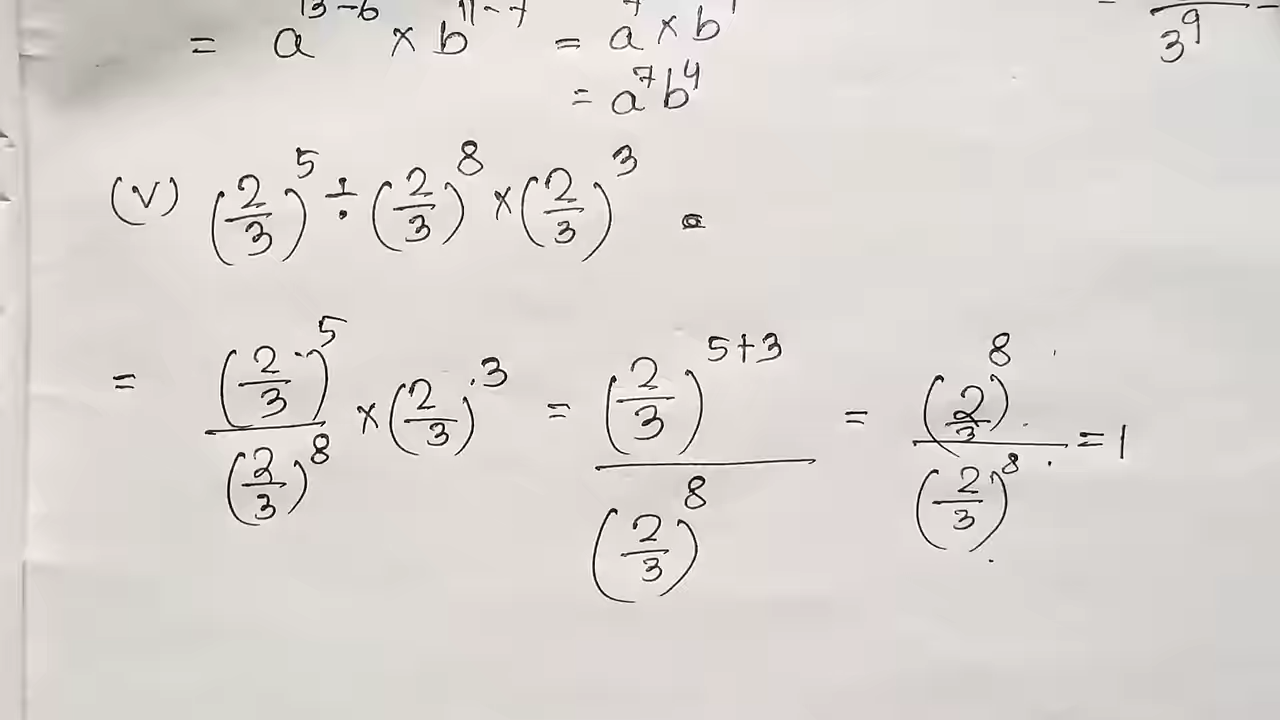 = a^{13-6} × b^{11-7} = a^7 × b
= a^7 b^4
3^9
(v) (2/3)^5 ÷ (2/3)^8 × (2/3)^3
= (2/3)^5 / (2/3)^8 × (2/3)^3 = (2/3)^{5+3} / (2/3)^8 = (2/3)^8 / (2/3)^8 = 1